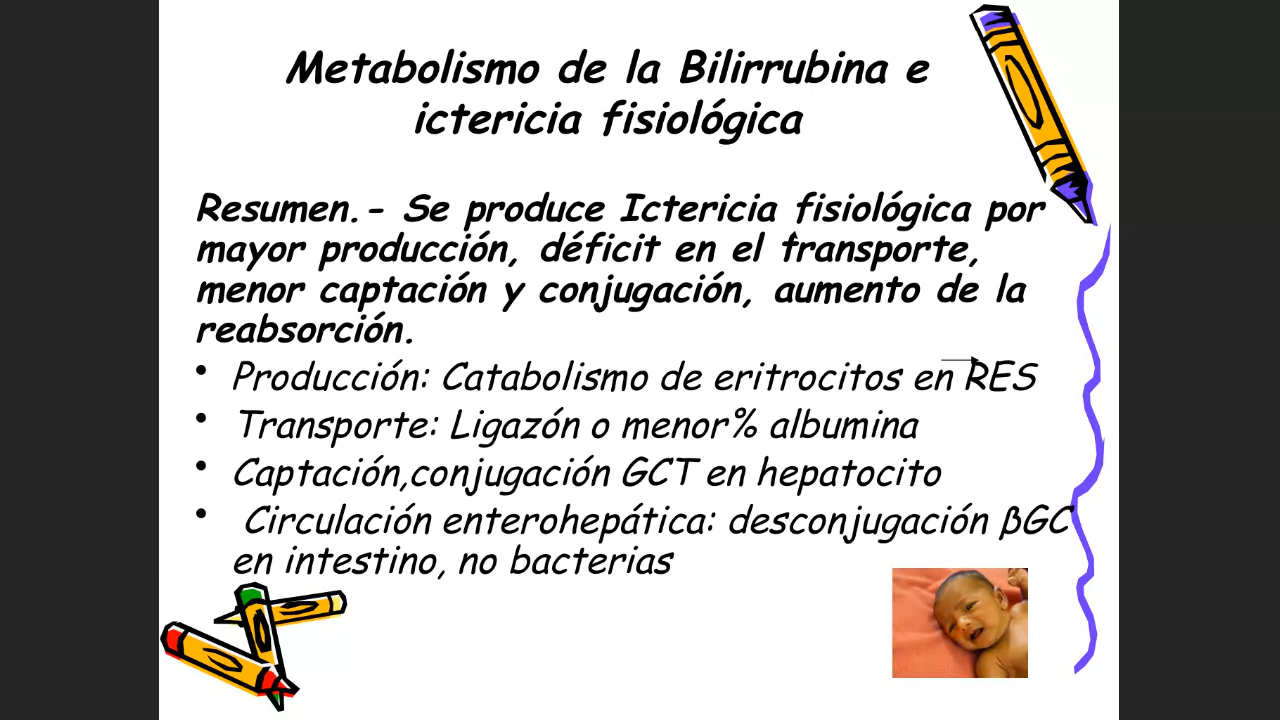 Metabolismo de la Bilirrubina e
ictericia fisiológica
Resumen.- Se produce Ictericia fisiológica por
mayor producción, déficit en el transporte,
menor captación y conjugación, aumento de la
reabsorción.
• Producción: Catabolismo de eritrocitos en RES
• Transporte: Ligazón o menor% albumina
• Captación,conjugación GCT en hepatocito
• Circulación enterohepática: desconjugación βGC
en intestino, no bacterias